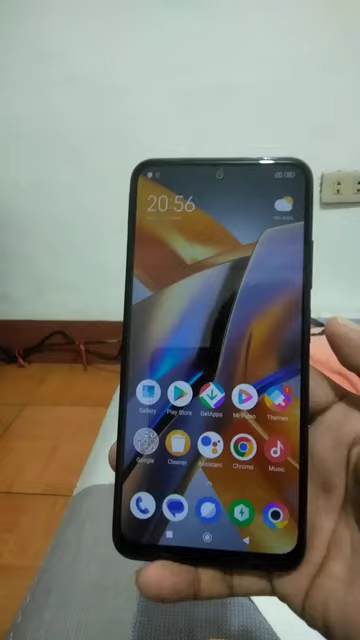 20:56
Gallery
Play Store
GetApps
Mi Video
Themes
Google
Cleaner
Assistant
Chrome
Music